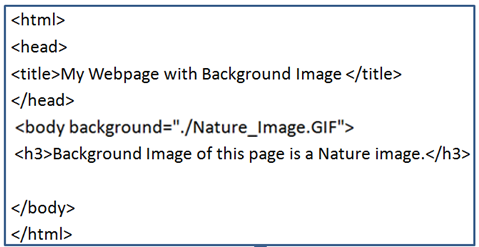 <html>
<head>
<title>My Webpage with Background Image </title>
</head>
<body background="./Nature_Image.GIF">
<h3>Background Image of this page is a Nature image.</h3>
</body>
</html>